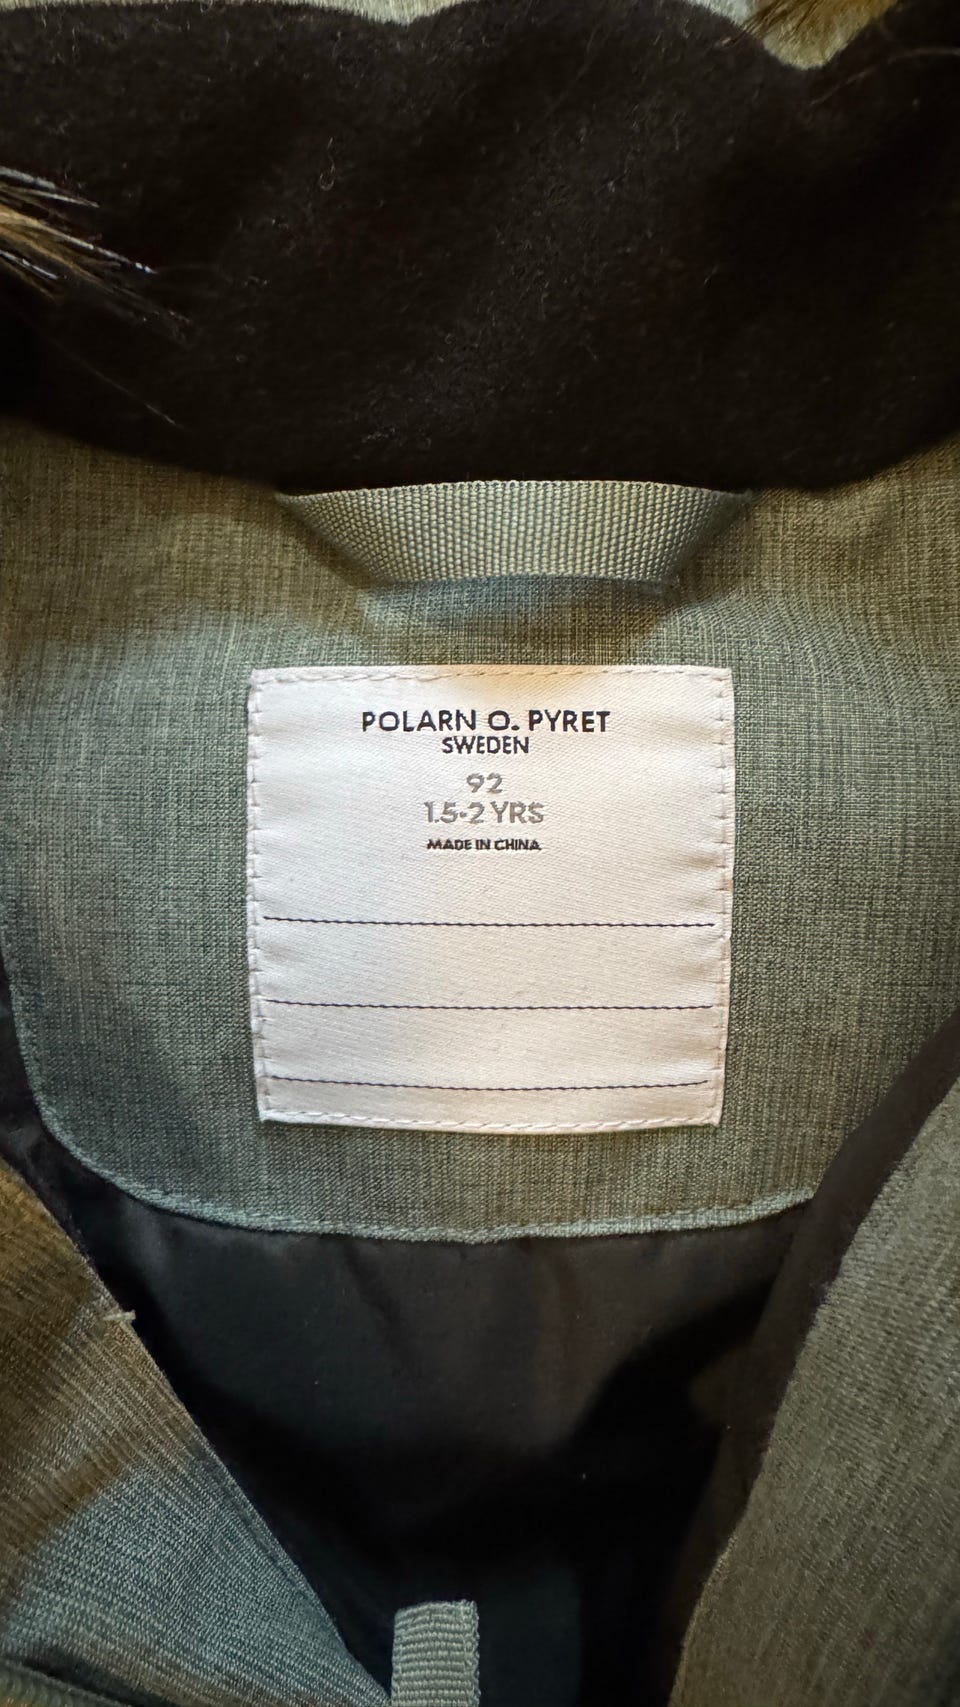 POLARN O. PYRET
SWEDEN
92
1.5-2 YRS
MADE IN CHINA